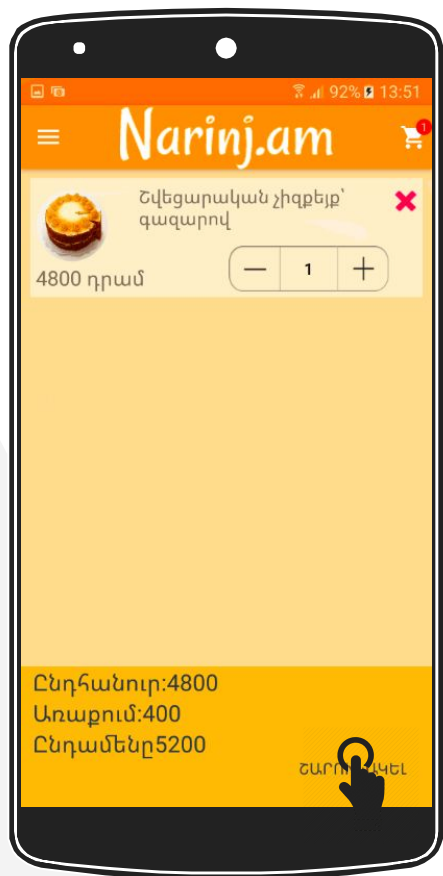 92% 13:51
Narinj.am
1
Շվեցարական չիզքեյք՝
գազարով
4800 դրամ
1
Ընդհանուր:4800
Առաքում:400
Ընդամենը5200